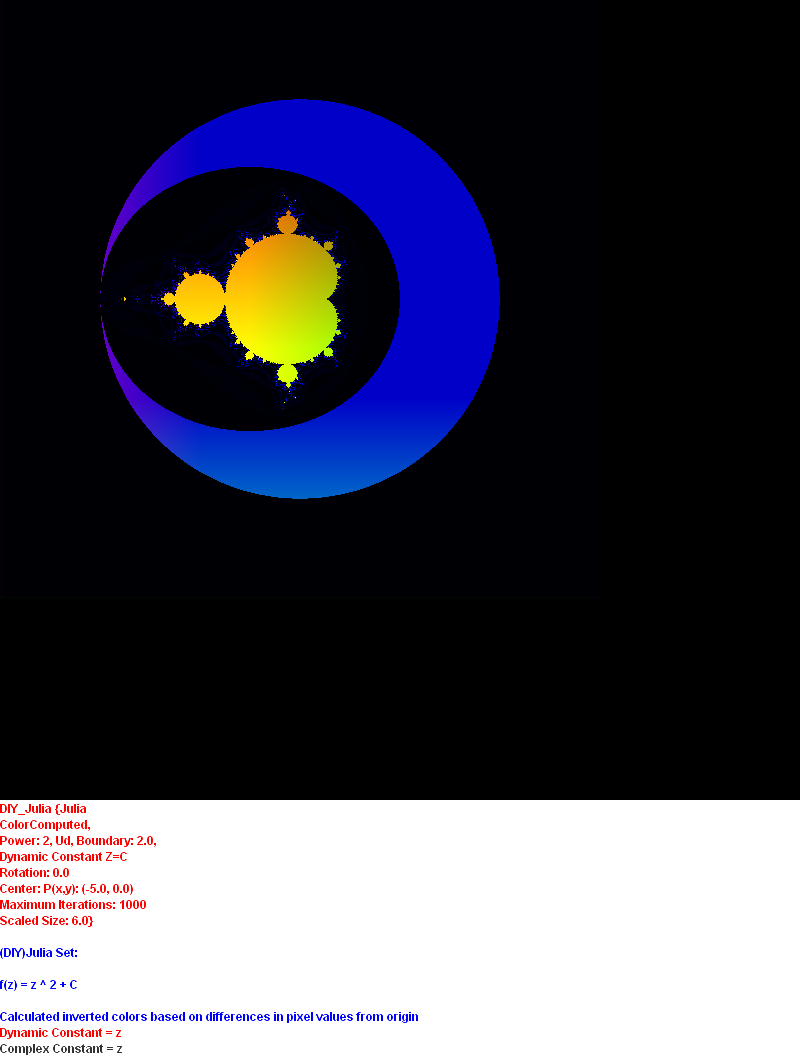 DIY_Julia {Julia
ColorComputed,
Power: 2, Ud, Boundary: 2.0,
Dynamic Constant Z=C
Rotation: 0.0
Center: P(x,y): (-5.0, 0.0)
Maximum Iterations: 1000
Scaled Size: 6.0}
(DIY)Julia Set:
f(z) = z ^ 2 + C
Calculated inverted colors based on differences in pixel values from origin
Dynamic Constant = z
Complex Constant = z